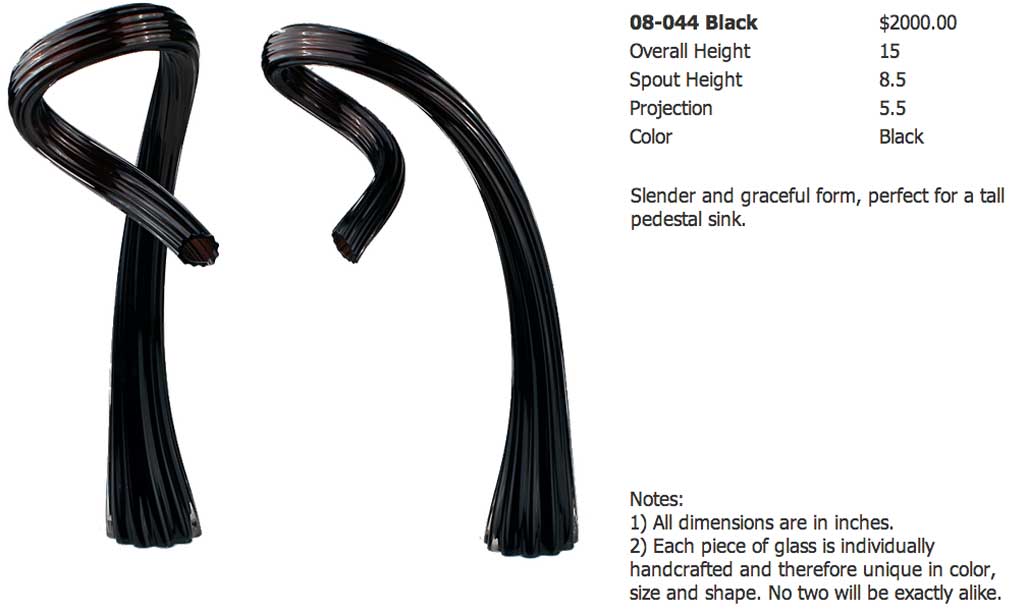 08-044 Black $2000.00
Overall Height 15
Spout Height 8.5
Projection 5.5
Color Black
Slender and graceful form, perfect for a tall
pedestal sink.
Notes:
1) All dimensions are in inches.
2) Each piece of glass is individually
handcrafted and therefore unique in color,
size and shape. No two will be exactly alike.